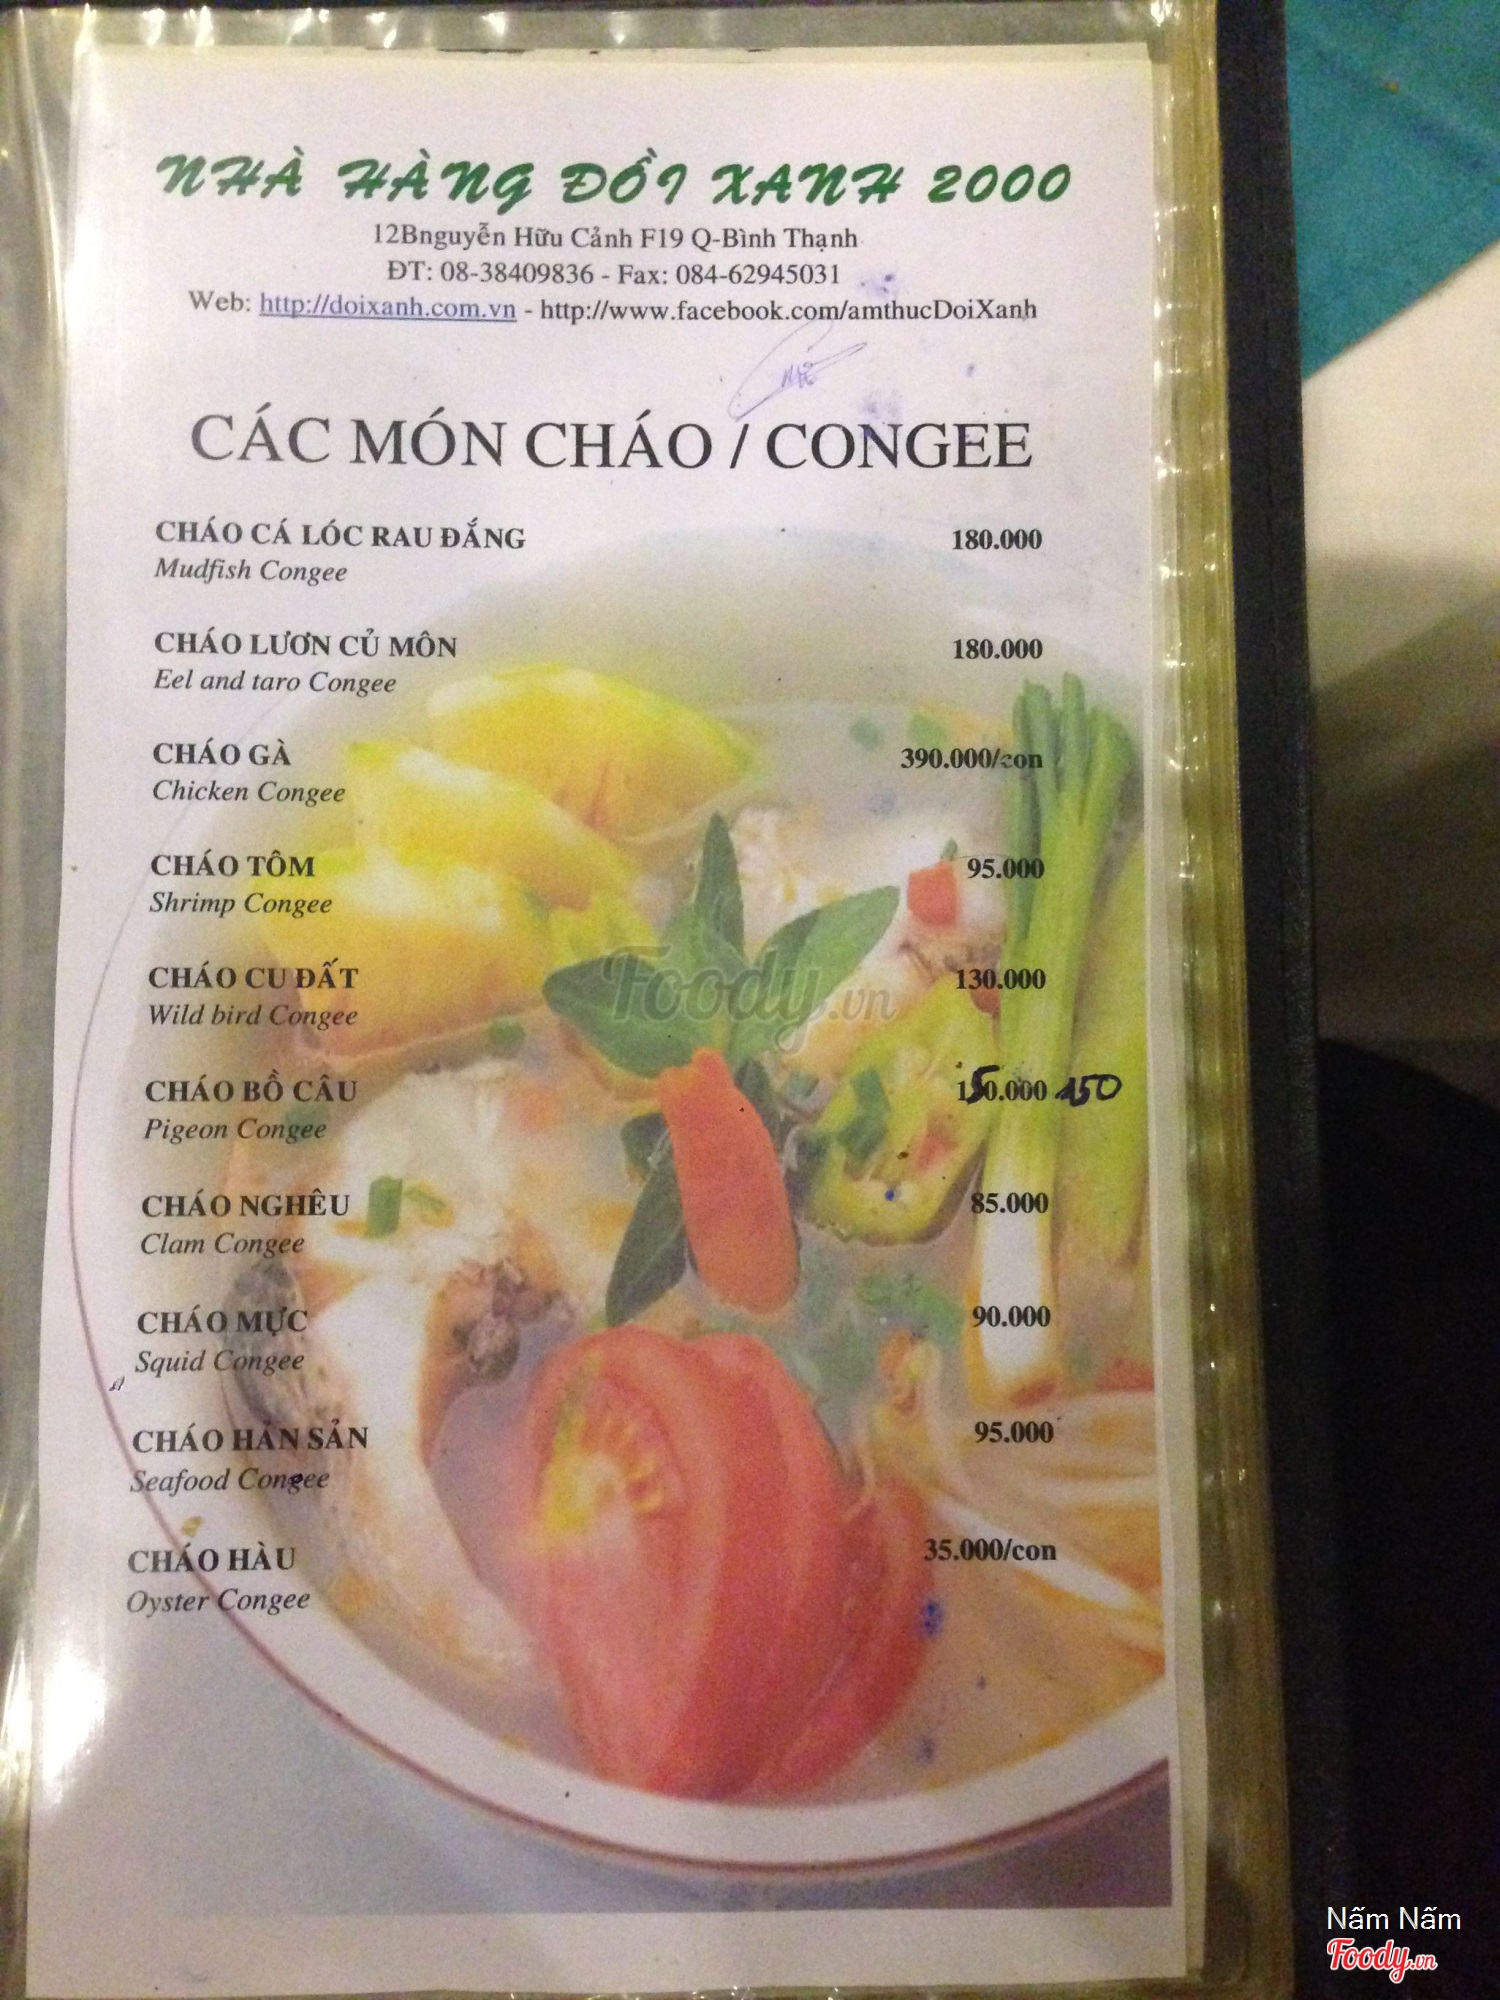 NHÀ HÀNG ĐỒI XANH 2000
12Bnguyễn Hữu Cảnh F19 Q-Bình Thạnh
ĐT: 08-38409836 - Fax: 084-62945031
Web: http://doixanh.com.vn - http://www.facebook.com/amthucDoiXanh
CÁC MÓN CHÁO / CONGEE
CHÁO CÁ LÓC RAU ĐẮNG 180.000
Mudfish Congee
CHÁO LƯƠN CỦ MÔN 180.000
Eel and taro Congee
CHÁO GÀ 390.000/con
Chicken Congee
CHÁO TÔM 95.000
Shrimp Congee
CHÁO CU ĐẤT 130.000
Wild bird Congee
CHÁO BỒ CÂU 150.000 150
Pigeon Congee
CHÁO NGHÊU 85.000
Clam Congee
CHÁO MỰC 90.000
Squid Congee
CHÁO HẢN SẢN 95.000
Seafood Congee
CHÁO HÀU 35.000/con
Oyster Congee
Foody.vn
Nấm Nấm
Foody.vn